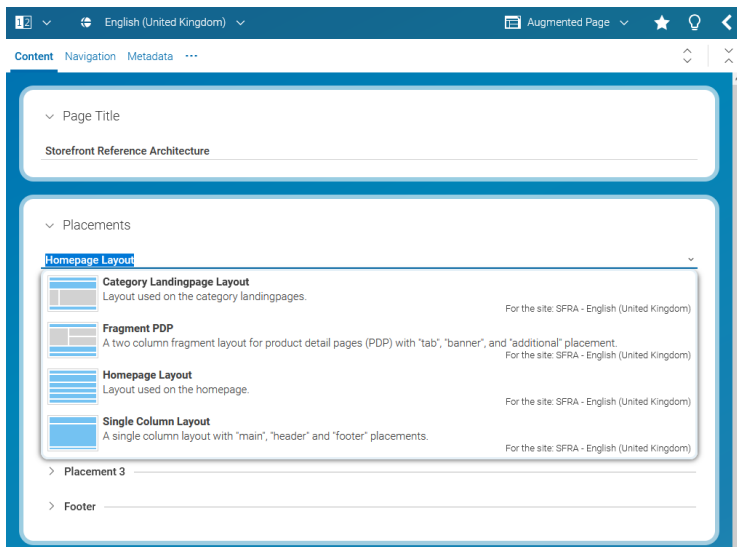 12 English (United Kingdom) Augmented Page
Content Navigation Metadata ...
Page Title
Storefront Reference Architecture
Placements
Homepage Layout
Category Landingpage Layout
Layout used on the category landingpages.
For the site: SFRA - English (United Kingdom)
Fragment PDP
A two column fragment layout for product detail pages (PDP) with "tab", "banner", and "additional" placement.
For the site: SFRA - English (United Kingdom)
Homepage Layout
Layout used on the homepage.
For the site: SFRA - English (United Kingdom)
Single Column Layout
A single column layout with "main", "header" and "footer" placements.
For the site: SFRA - English (United Kingdom)
Placement 3
Footer